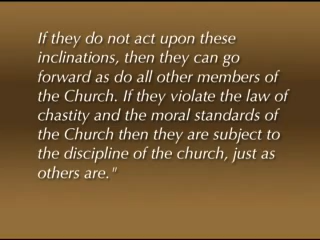 If they do not act upon these
inclinations, then they can go
forward as do all other members of
the Church. If they violate the law of
chastity and the moral standards of
the Church then they are subject to
the discipline of the church, just as
others are."